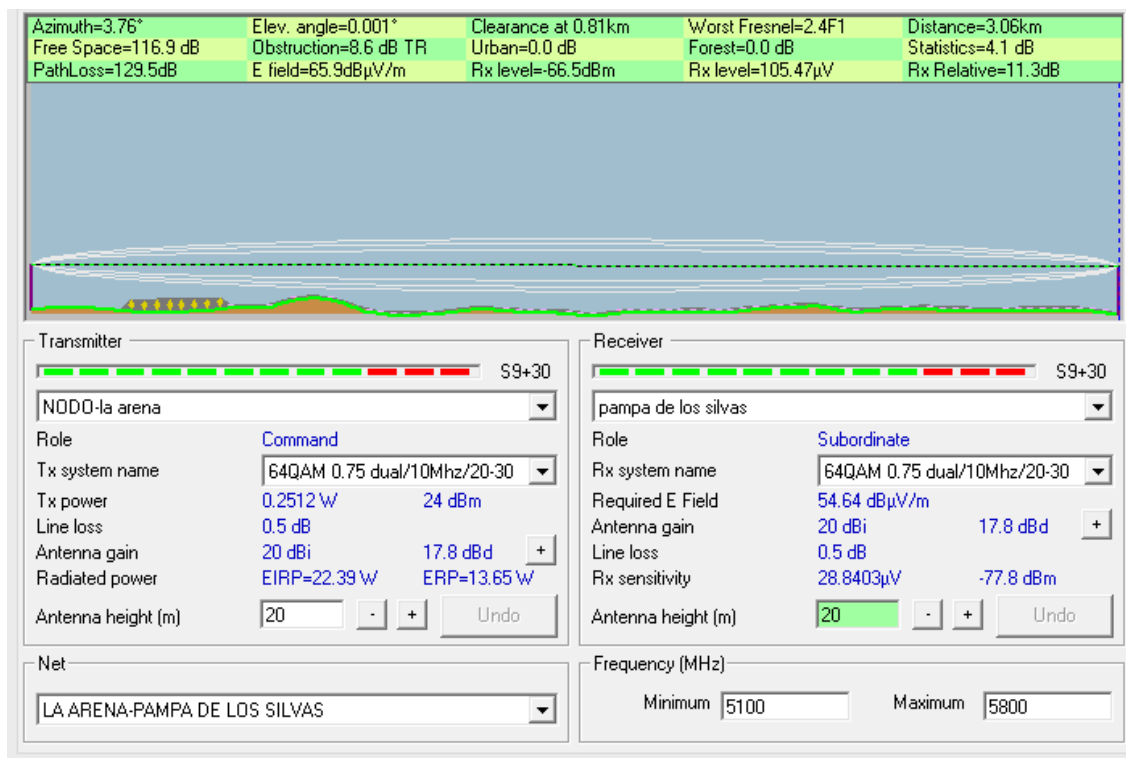 Azimuth=3.76° Elev. angle=0.001° Clearance at 0.81km Worst Fresnel=2.4F1 Distance=3.06km
Free Space=116.9 dB Obstruction=8.6 dB TR Urban=0.0 dB Forest=0.0 dB Statistics=4.1 dB
PathLoss=129.5dB E field=65.9dBµV/m Rx level=-66.5dBm Rx level=105.47µV Rx Relative=11.3dB
Transmitter
S9+30
NODO-la arena
Role Command
Tx system name 64QAM 0.75 dual/10Mhz/20-30
Tx power 0.2512 W 24 dBm
Line loss 0.5 dB
Antenna gain 20 dBi 17.8 dBd +
Radiated power EIRP=22.39 W ERP=13.65 W
Antenna height (m) 20 - + Undo
Receiver
S9+30
pampa de los silvas
Role Subordinate
Rx system name 64QAM 0.75 dual/10Mhz/20-30
Required E Field 54.64 dBµV/m
Antenna gain 20 dBi 17.8 dBd +
Line loss 0.5 dB
Rx sensitivity 28.8403µV -77.8 dBm
Antenna height (m) 20 - + Undo
Net
LA ARENA-PAMPA DE LOS SILVAS
Frequency (MHz)
Minimum 5100 Maximum 5800